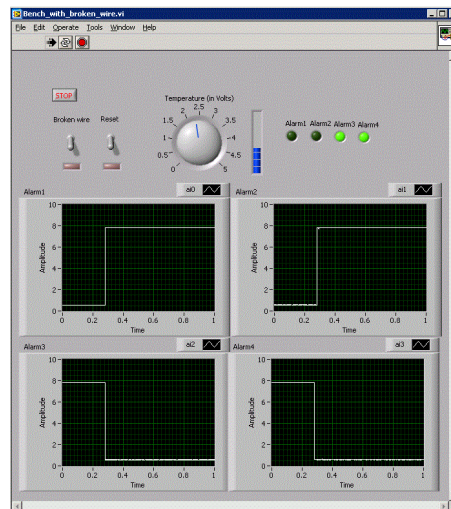 Bench_with_broken_wire.vi
File Edit Operate Tools Window Help
STOP
Broken wire Reset
Temperature (in Volts)
0 0.5 1 1.5 2 2.5 3 3.5 4 4.5 5
Alarm1 Alarm2 Alarm3 Alarm4
Alarm1 ai0
10
8
6
4
2
0
Amplitude
0 0.2 0.4 0.6 0.8 1
Time
Alarm2 ai1
10
8
6
4
2
0
Amplitude
0 0.2 0.4 0.6 0.8 1
Time
Alarm3 ai2
10
8
6
4
2
0
Amplitude
0 0.2 0.4 0.6 0.8 1
Time
Alarm4 ai3
10
8
6
4
2
0
Amplitude
0 0.2 0.4 0.6 0.8 1
Time